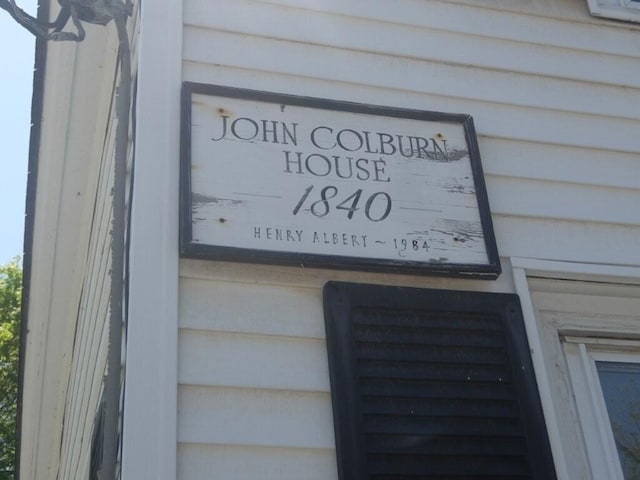 JOHN COLBURN
HOUSE
1840
HENRY ALBERT ~ 1984